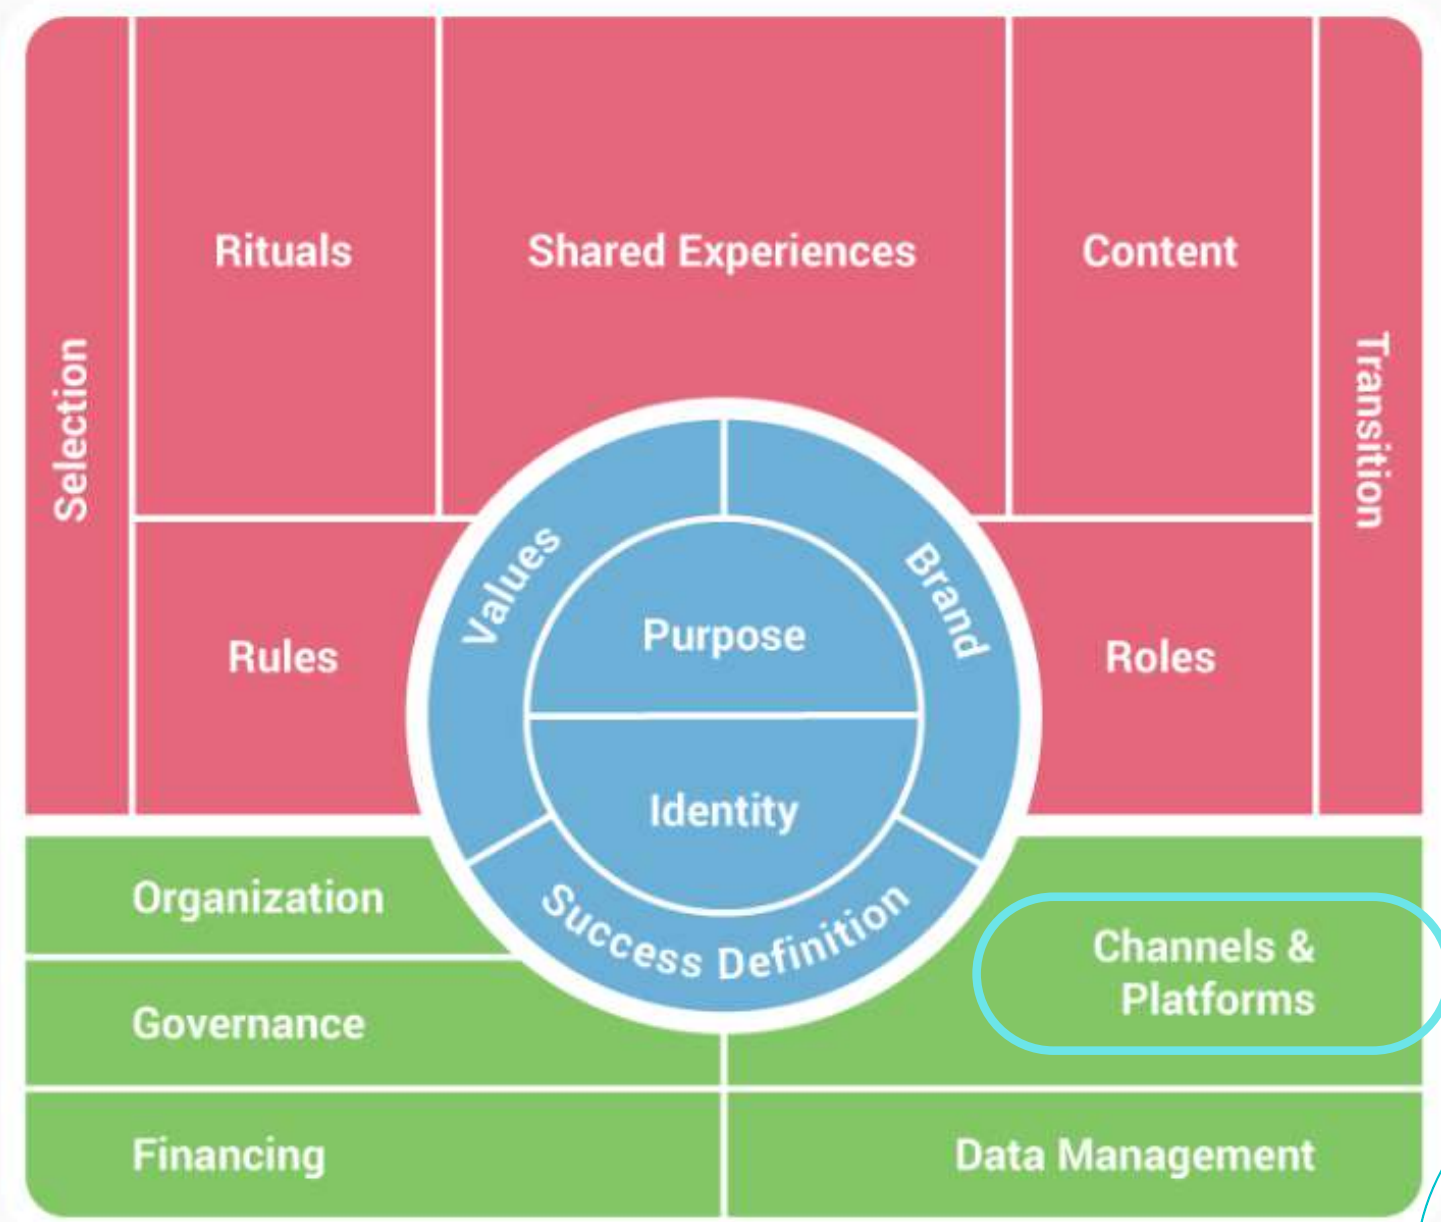 Selection
Rituals
Shared Experiences
Content
Transition
Rules
Values
Purpose
Brand
Roles
Identity
Success Definition
Organization
Governance
Financing
Channels &
Platforms
Data Management